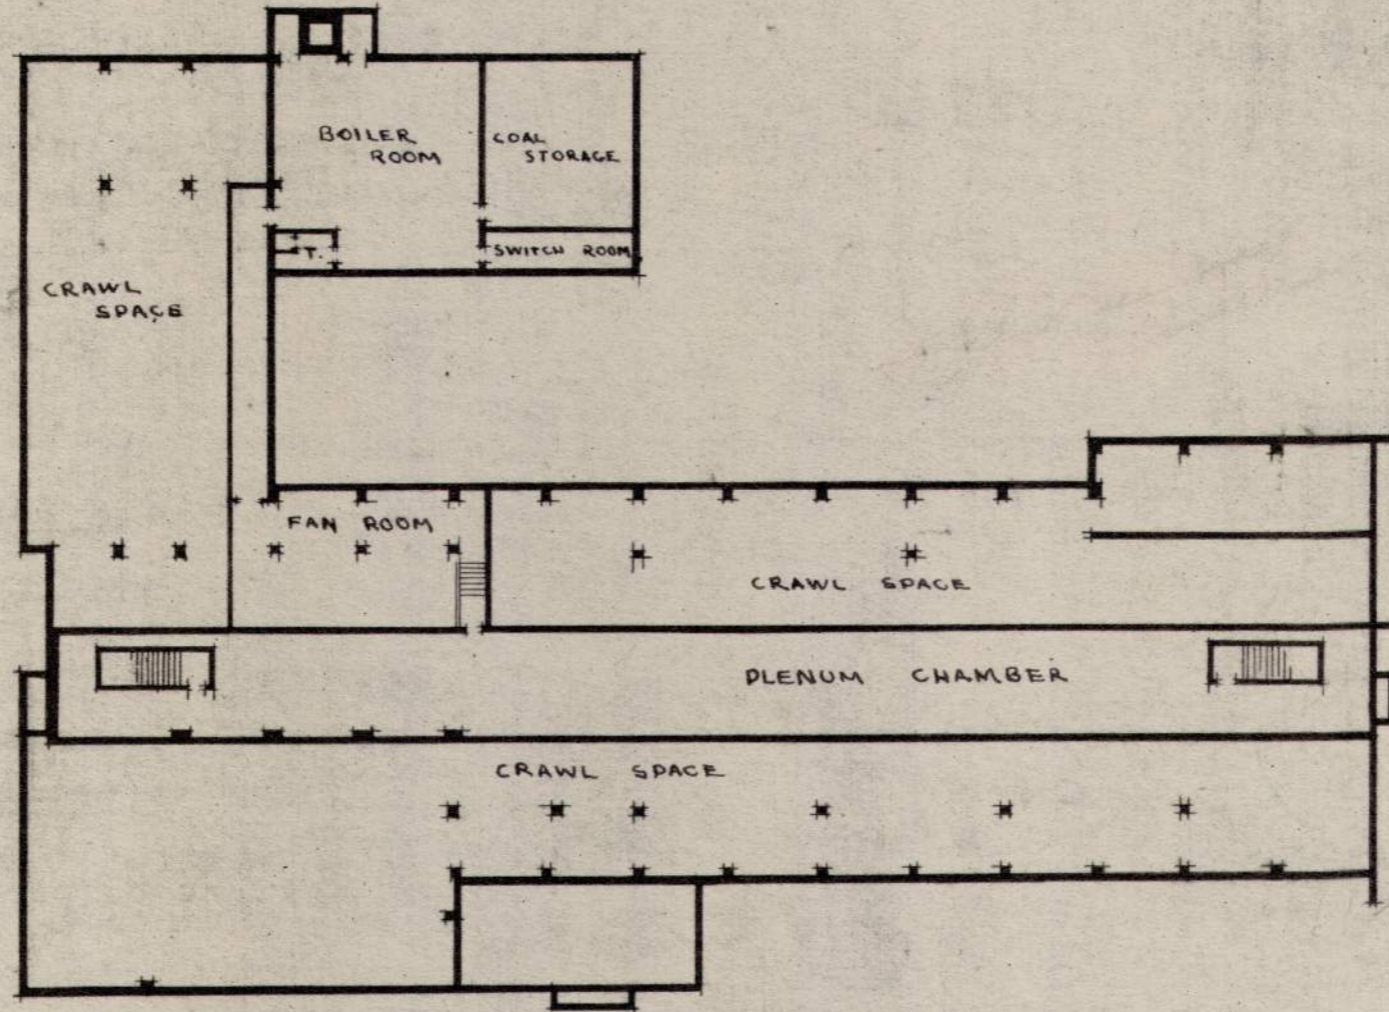 BOILER
ROOM
COAL
STORAGE
T.
SWITCH ROOM
CRAWL
SPACE
FAN ROOM
CRAWL SPACE
PLENUM CHAMBER
CRAWL SPACE